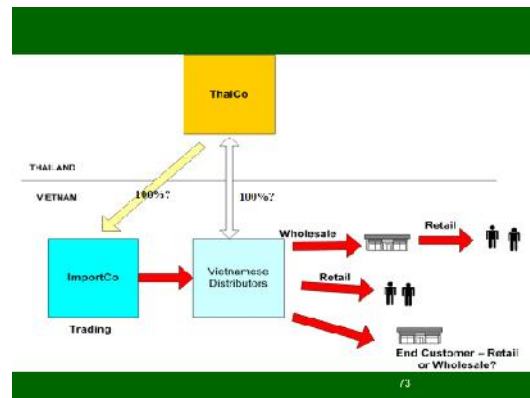 ThaiCo
THAILAND
VIETNAM
100%?
100%?
Wholesale
Retail
ImportCo
Vietnamese
Distributors
Retail
Trading
End Customer – Retail
or Wholesale?
73